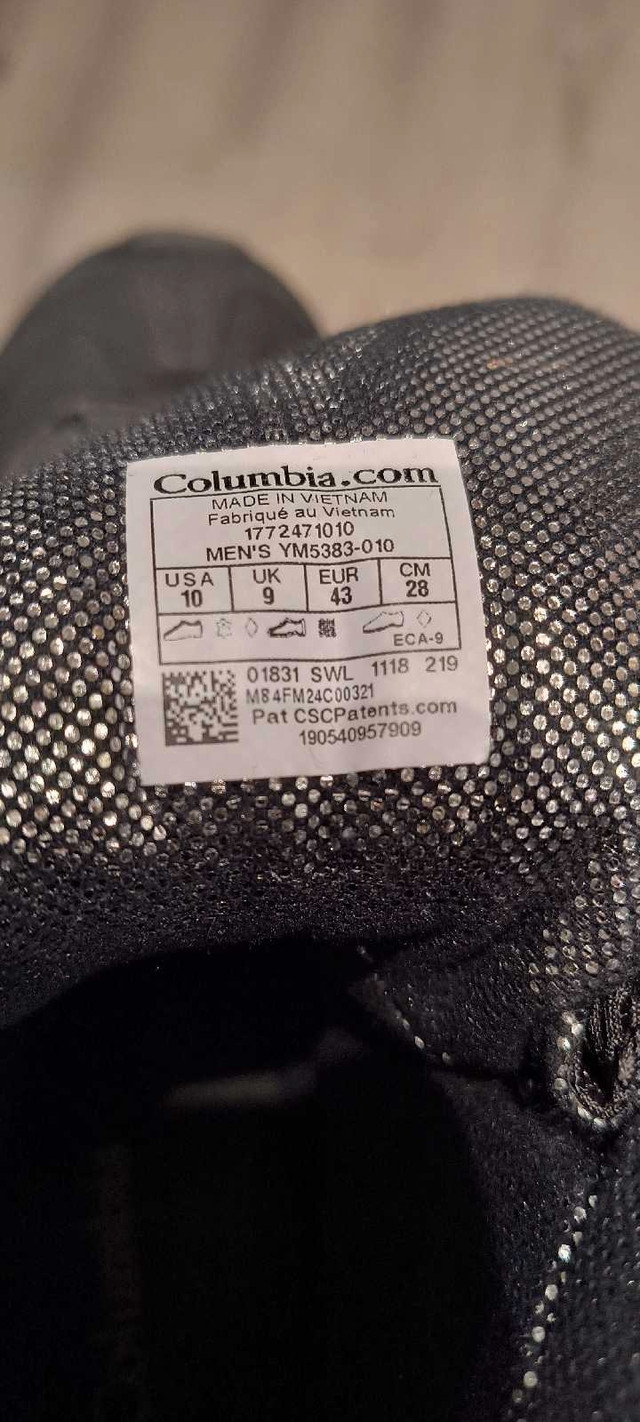 Columbia.com
MADE IN VIETNAM
Fabriqué au Vietnam
1772471010
MEN'S YM5383-010
USA UK EUR CM
10 9 43 28
ECA-9
01831 SWL 1118 219
M84FM24C00321
Pat CSCPatents.com
190540957909